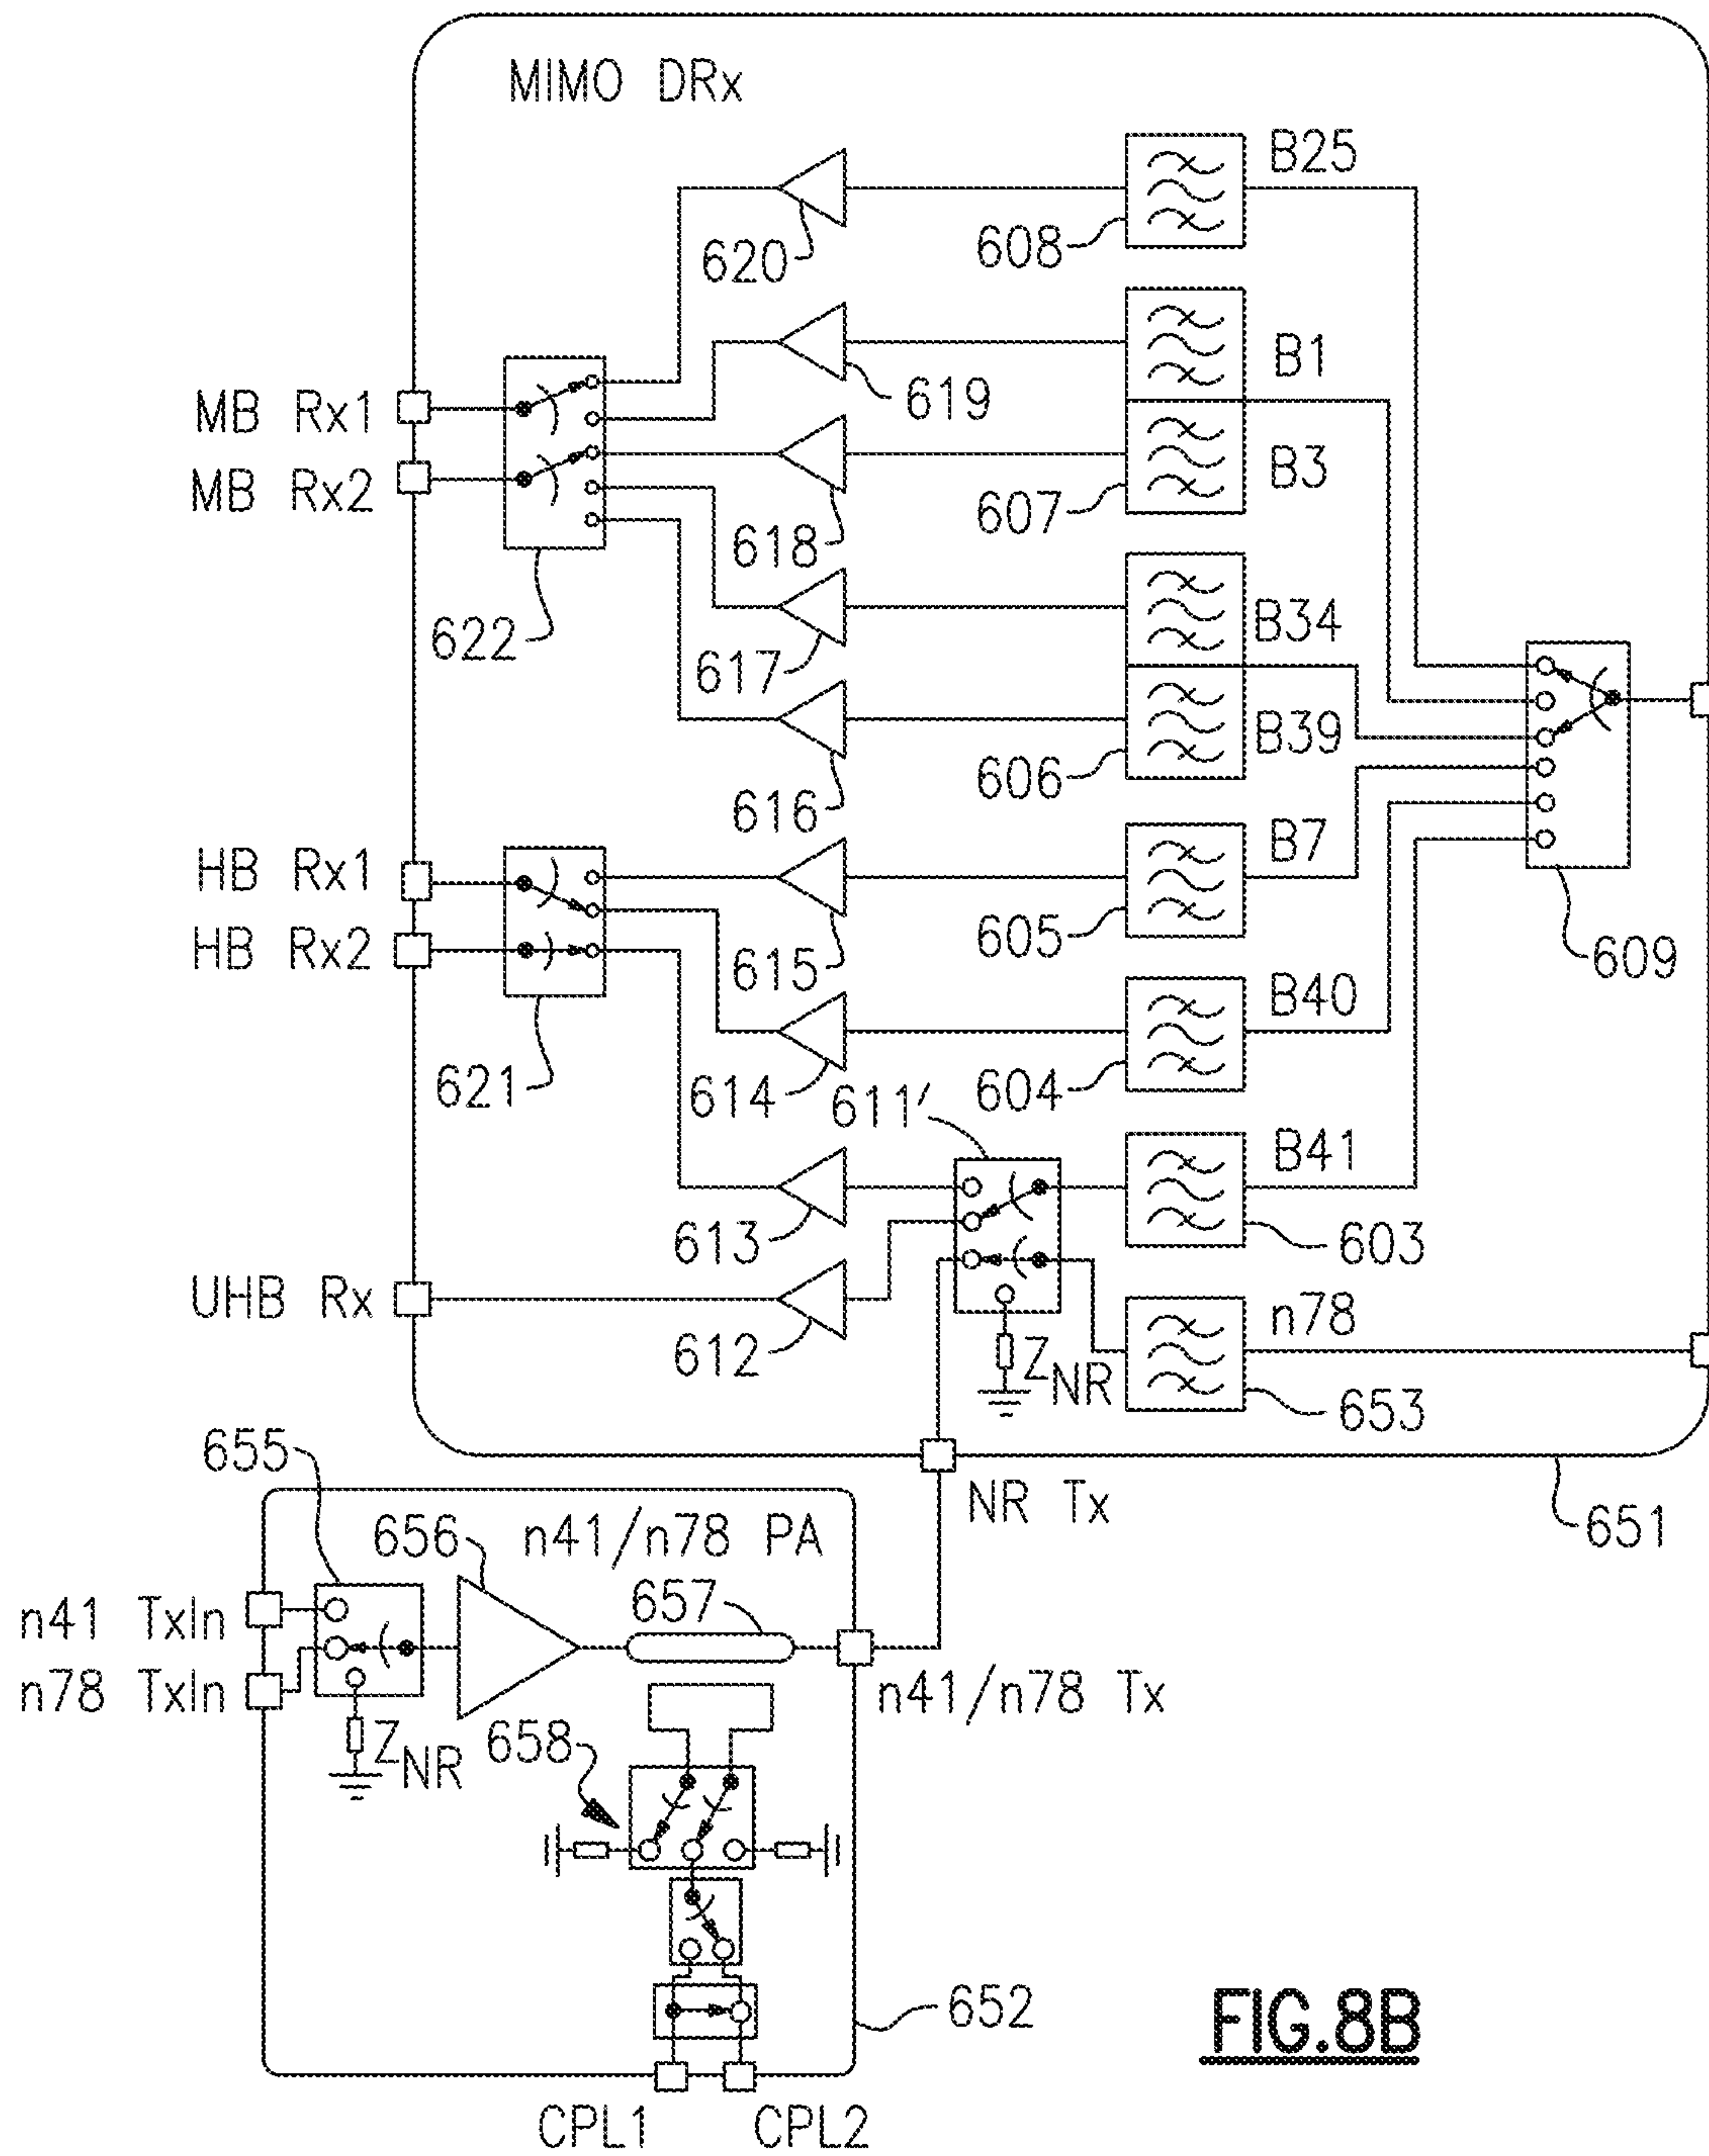 MIMO DRx
B25
620
608
B1
619
MB Rx1
B3
MB Rx2
607
618
B34
622
617
B39
606
616
B7
HB Rx1
605
HB Rx2
615
609
B40
621
614
604
611'
B41
613
603
UHB Rx
n78
612
ZNR
653
655
NR Tx
651
656
n41/n78 PA
657
n41 TxIn
n78 TxIn
n41/n78 Tx
658
ZNR
652
FIG.8B
CPL1
CPL2